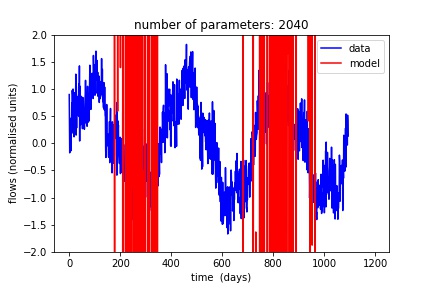 number of parameters: 2040
data
model
flows (normalised units)
2.0
1.5
1.0
0.5
0.0
−0.5
−1.0
−1.5
−2.0
0 200 400 600 800 1000 1200
time (days)